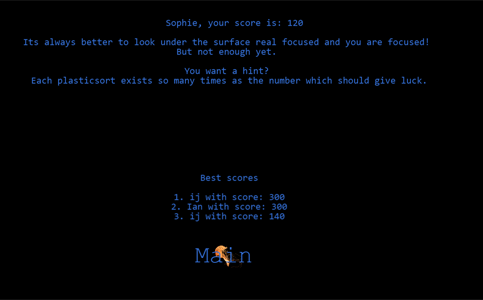 Sophie, your score is: 120
Its always better to look under the surface real focused and you are focused!
But not enough yet.
You want a hint?
Each plasticsort exists so many times as the number which should give luck.
Best scores
1. ij with score: 300
2. Ian with score: 300
3. ij with score: 140
Main